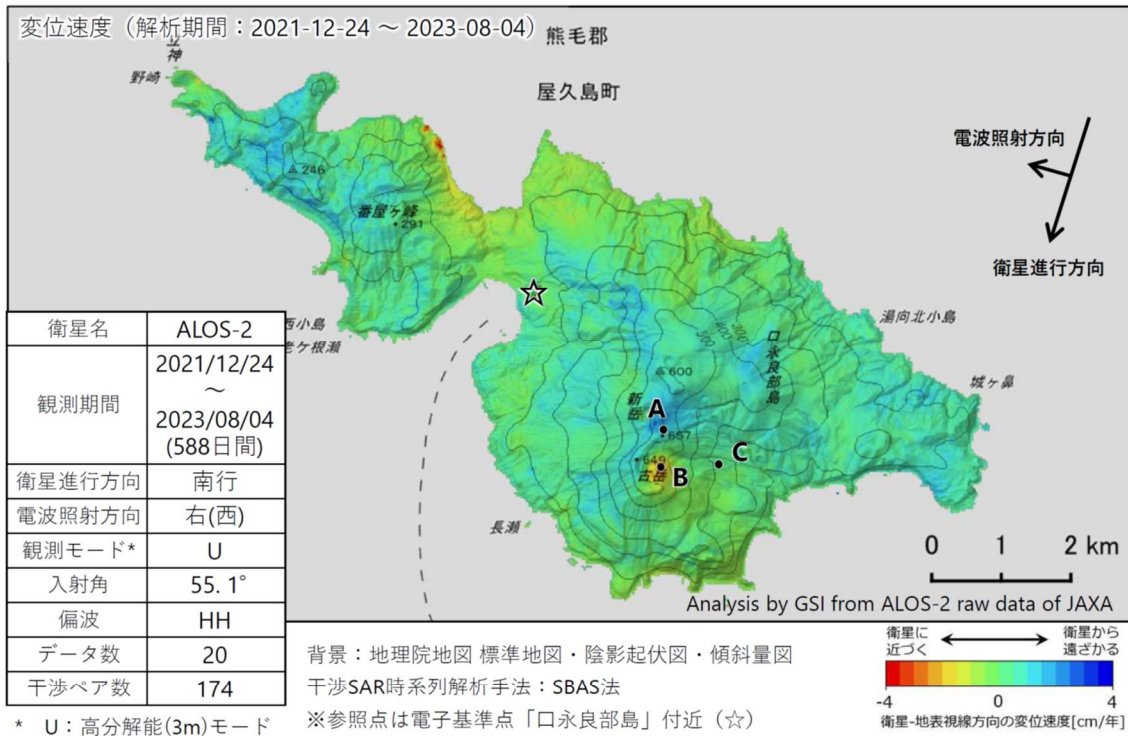 変位速度（解析期間：2021-12-24 ～ 2023-08-04）
熊毛郡
屋久島町
立神
野崎
246
番屋ケ峰
291
電波照射方向
衛星進行方向
西小島
老ケ根瀬
湯向北小島
城ヶ鼻
300
400
500
口永良部島
600
新岳
A
657
649
古岳
B
C
長瀬
0 1 2 km
Analysis by GSI from ALOS-2 raw data of JAXA
衛星名 ALOS-2
観測期間 2021/12/24
～
2023/08/04
(588日間)
衛星進行方向 南行
電波照射方向 右(西)
観測モード* U
入射角 55.1°
偏波 HH
データ数 20
干渉ペア数 174
* U：高分解能(3m)モード
背景：地理院地図 標準地図・陰影起伏図・傾斜量図
干渉SAR時系列解析手法：SBAS法
※参照点は電子基準点「口永良部島」付近（☆）
衛星に
近づく
衛星から
遠ざかる
-4 0 4
衛星-地表視線方向の変位速度[cm/年]